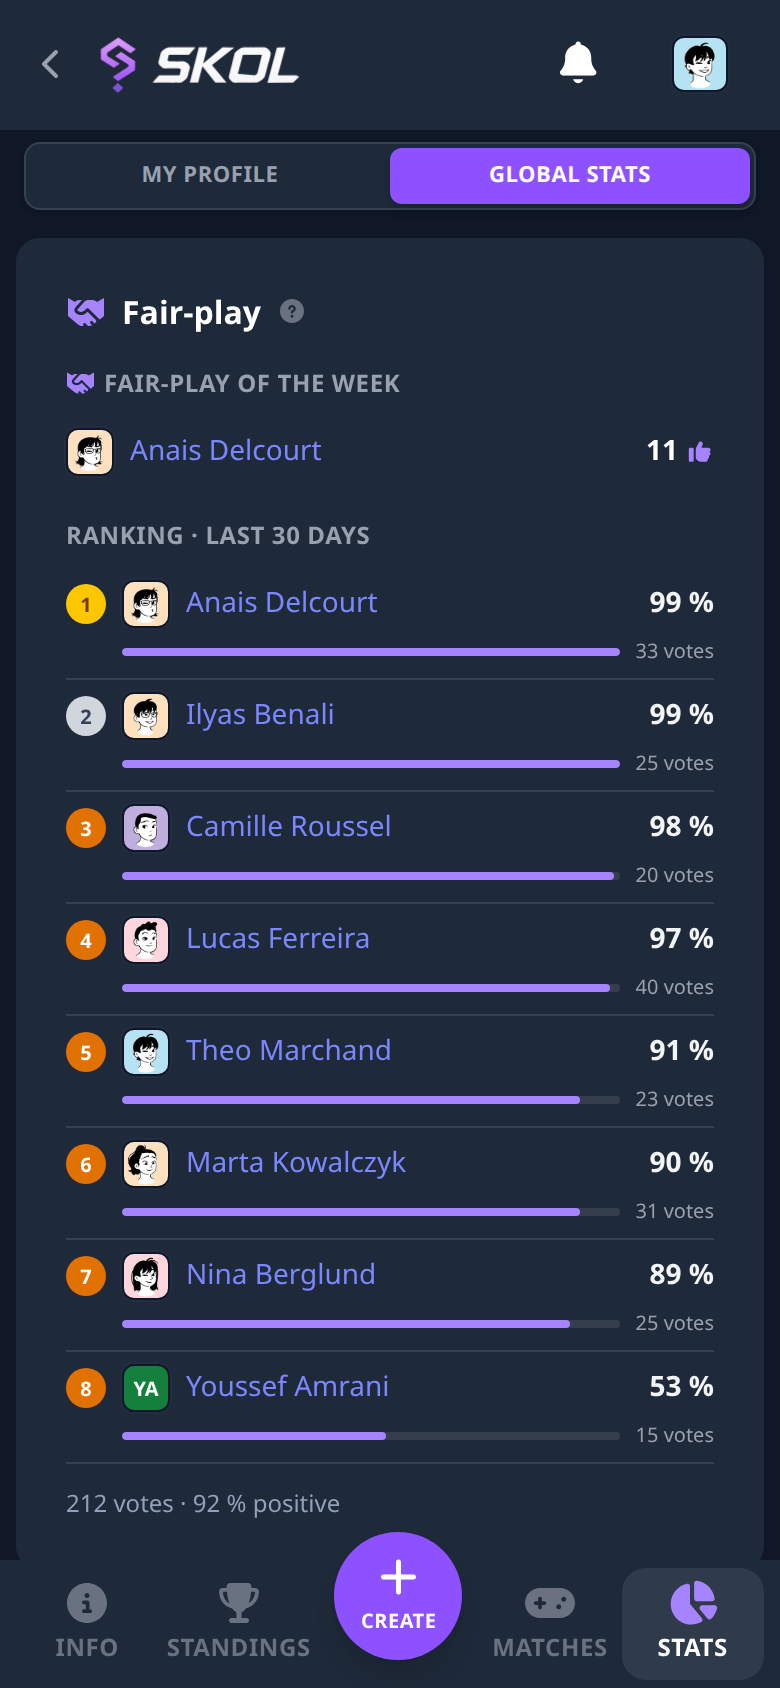 SKOL
MY PROFILE
GLOBAL STATS
Fair-play ?
FAIR-PLAY OF THE WEEK
Anais Delcourt 11
RANKING · LAST 30 DAYS
1 Anais Delcourt 99 %
33 votes
2 Ilyas Benali 99 %
25 votes
3 Camille Roussel 98 %
20 votes
4 Lucas Ferreira 97 %
40 votes
5 Theo Marchand 91 %
23 votes
6 Marta Kowalczyk 90 %
31 votes
7 Nina Berglund 89 %
25 votes
8 YA Youssef Amrani 53 %
15 votes
212 votes · 92 % positive
INFO
STANDINGS
CREATE
MATCHES
STATS